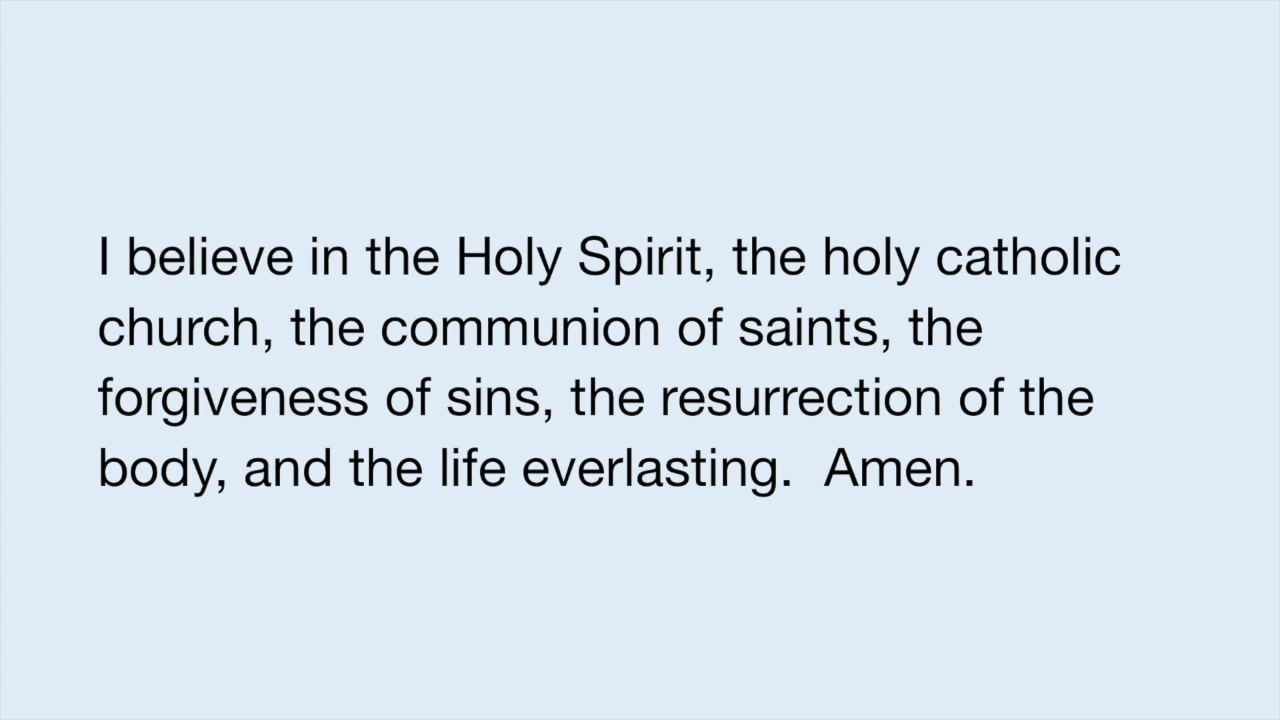 I believe in the Holy Spirit, the holy catholic
church, the communion of saints, the
forgiveness of sins, the resurrection of the
body, and the life everlasting.  Amen.